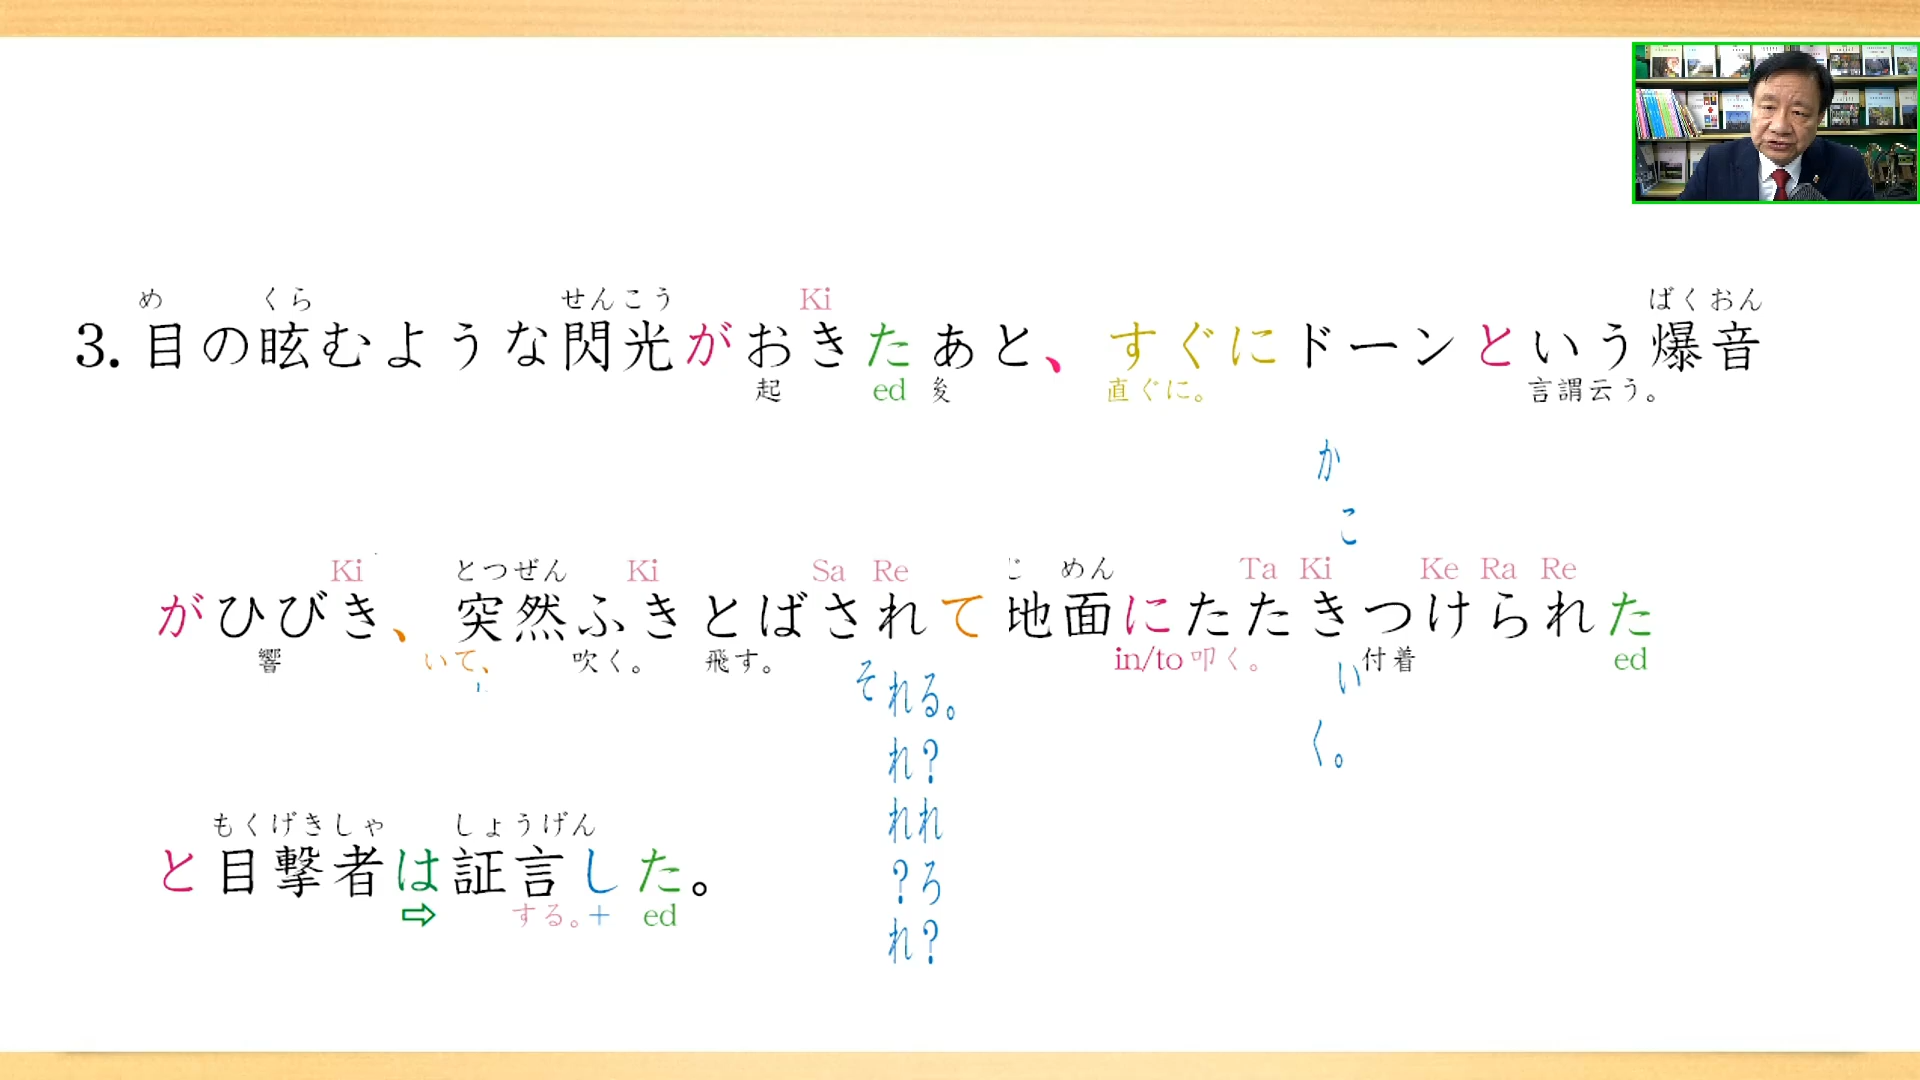 め くら せんこう Ki ばくおん
3. 目の眩むような閃光がおきたあと、すぐにドーンという爆音
起 ed 後 直ぐに。 言謂云う。
か
こ
Ki とつぜん Ki Sa Re じ めん Ta Ki Ke Ra Re
がひびき、突然ふきとばされて地面にたたきつけられた
響 いて、 吹く。 飛す。 in/to 叩く。 付着 ed
い
く。
それる。
れ?
れれ
?ろ
れ?
もくげきしゃ しょうげん
と目撃者は証言した。
⇨ する。+ ed